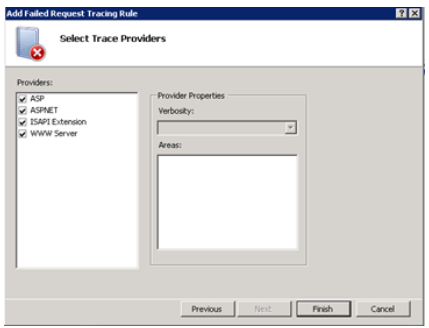 Add Failed Request Tracing Rule
Select Trace Providers
Providers:
ASP
ASPNET
ISAPI Extension
WWW Server
Provider Properties
Verbosity:
Areas:
Previous
Next
Finish
Cancel